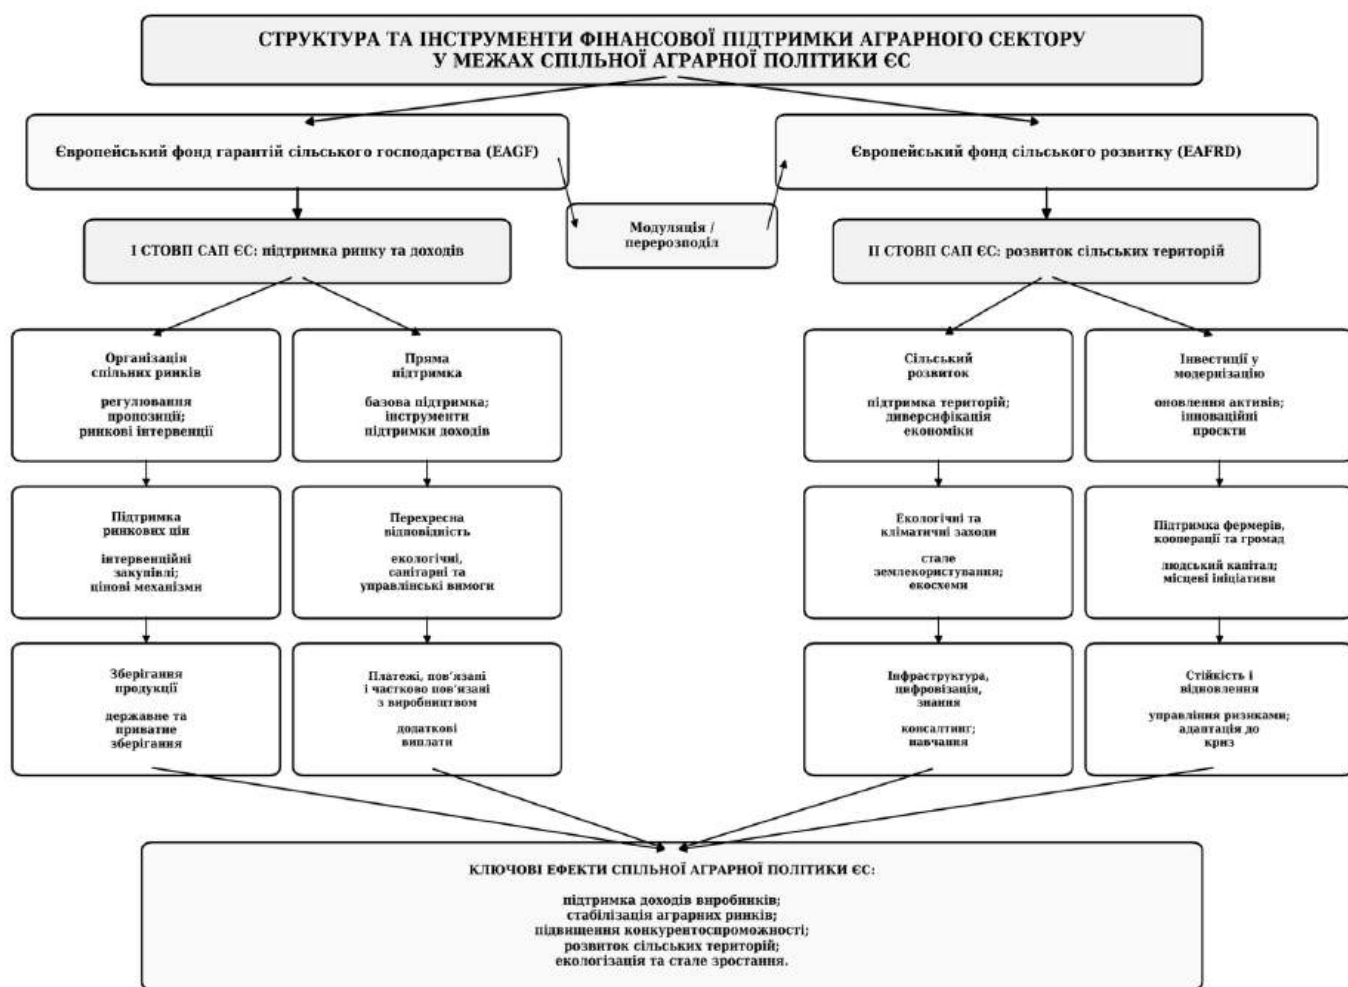 СТРУКТУРА ТА ІНСТРУМЕНТИ ФІНАНСОВОЇ ПІДТРИМКИ АГРАРНОГО СЕКТОРУ
У МЕЖАХ СПІЛЬНОЇ АГРАРНОЇ ПОЛІТИКИ ЄС
Європейський фонд гарантій сільського господарства (EAGF)
Європейський фонд сільського розвитку (EAFRD)
Модуляція /
перерозподіл
І СТОВП САП ЄС: підтримка ринку та доходів
ІІ СТОВП САП ЄС: розвиток сільських територій
Організація
спільних ринків
регулювання
пропозиції;
ринкові інтервенції
Пряма
підтримка
базова підтримка;
інструменти
підтримки доходів
Сільський
розвиток
підтримка територій;
диверсифікація
економіки
Інвестиції у
модернізацію
оновлення активів;
інноваційні
проєкти
Підтримка
ринкових цін
інтервенційні
закупівлі;
цінові механізми
Перехресна
відповідність
екологічні,
санітарні та
управлінські вимоги
Екологічні та
кліматичні заходи
стале
землекористування;
екосхеми
Підтримка фермерів,
кооперації та громад
людський капітал;
місцеві ініціативи
Зберігання
продукції
державне та
приватне
зберігання
Платежі, пов’язані
і частково пов’язані
з виробництвом
додаткові
виплати
Інфраструктура,
цифровізація,
знання
консалтинг;
навчання
Стійкість і
відновлення
управління ризиками;
адаптація до
криз
КЛЮЧОВІ ЕФЕКТИ СПІЛЬНОЇ АГРАРНОЇ ПОЛІТИКИ ЄС:
підтримка доходів виробників;
стабілізація аграрних ринків;
підвищення конкурентоспроможності;
розвиток сільських територій;
екологізація та стале зростання.